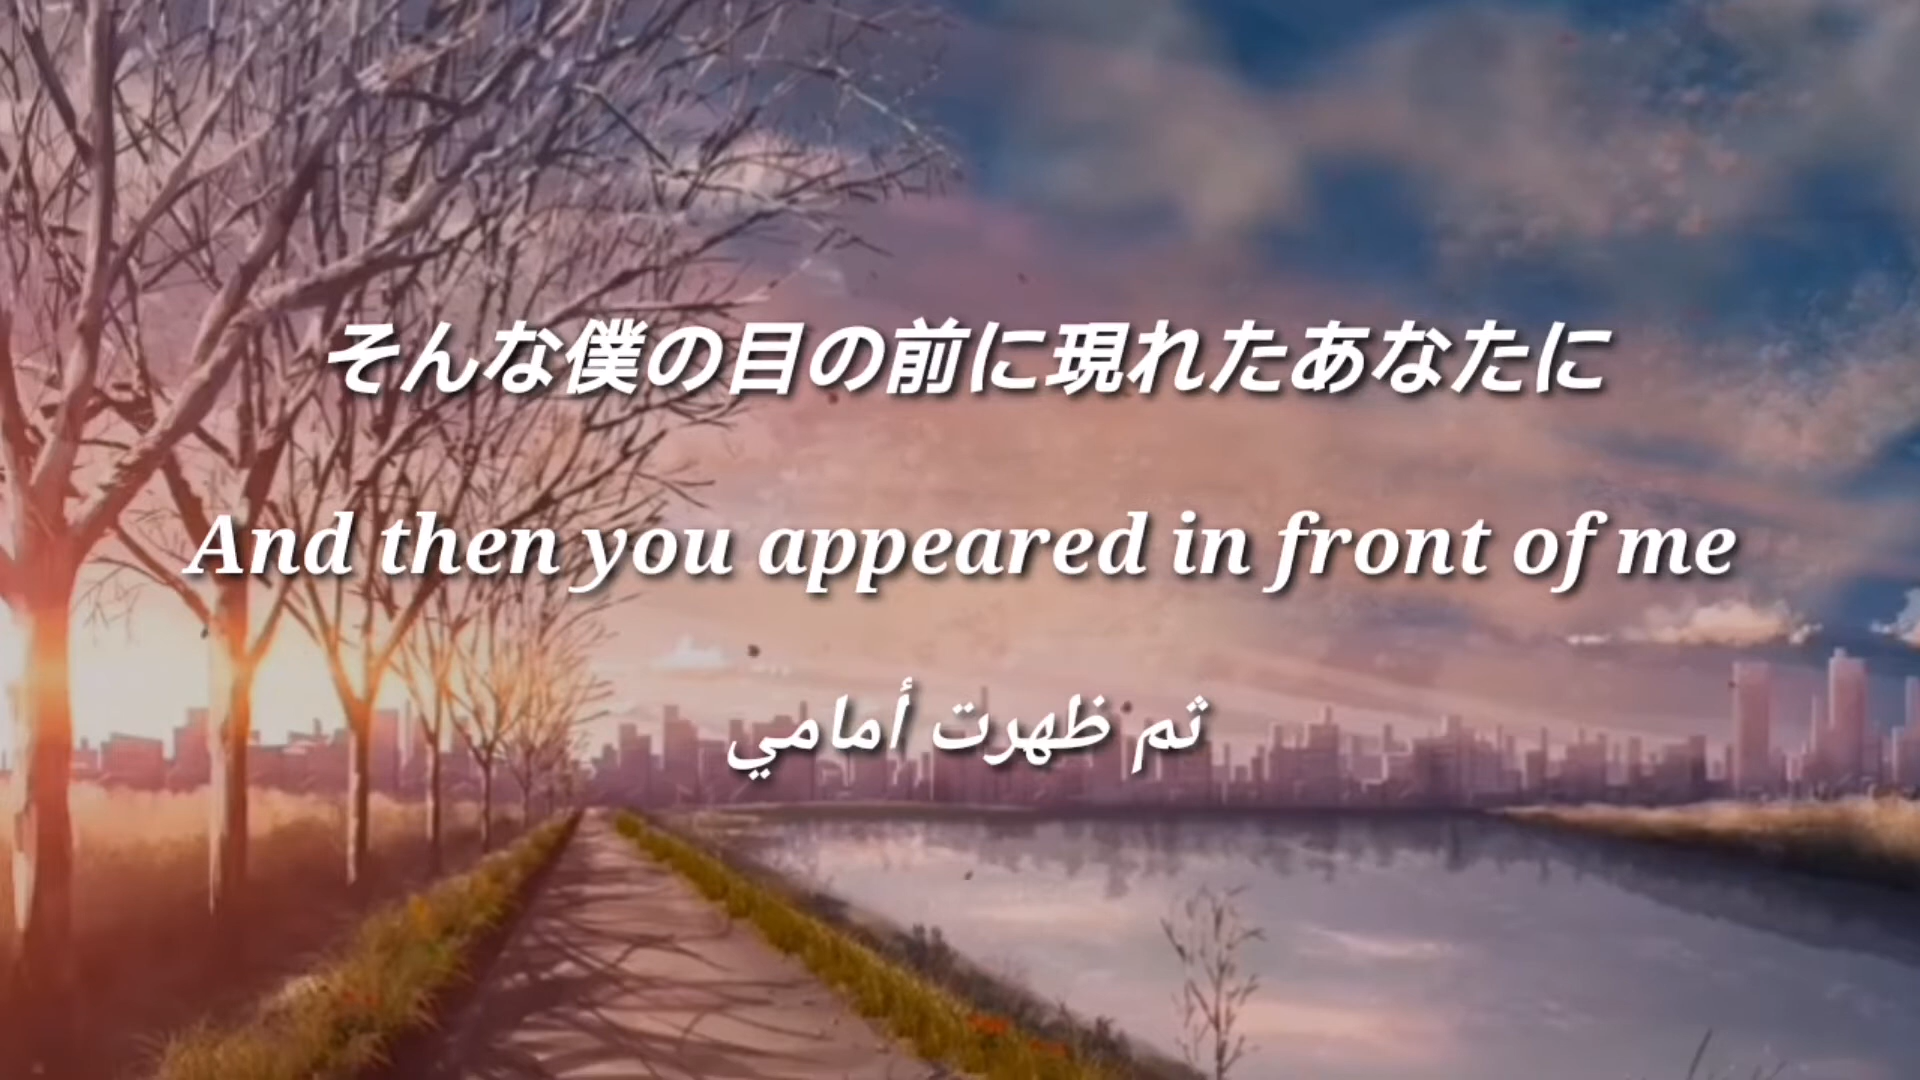 そんな僕の目の前に現れたあなたに
And then you appeared in front of me
ثم ظهرت أمامي